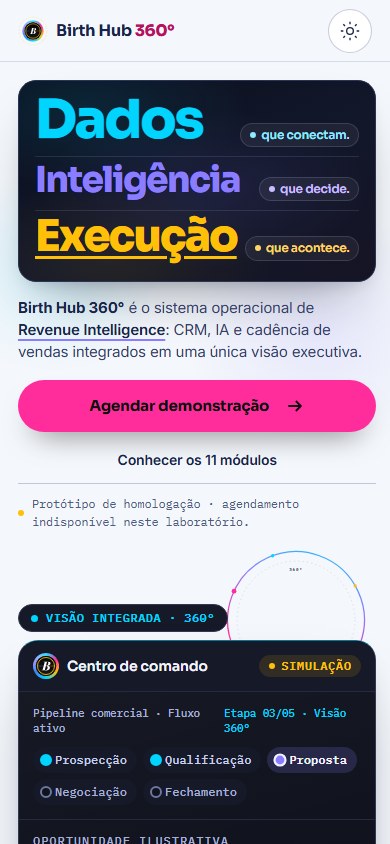 Birth Hub 360°
Dados
que conectam.
Inteligência
que decide.
Execução
que acontece.
Birth Hub 360° é o sistema operacional de
Revenue Intelligence: CRM, IA e cadência de
vendas integrados em uma única visão executiva.
Agendar demonstração →
Conhecer os 11 módulos
Protótipo de homologação · agendamento
indisponível neste laboratório.
360°
VISÃO INTEGRADA · 360°
B Centro de comando
SIMULAÇÃO
Pipeline comercial · Fluxo
ativo
Etapa 03/05 · Visão
360°
Prospecção
Qualificação
Proposta
Negociação
Fechamento
OPORTUNIDADE ILUSTRATIVA